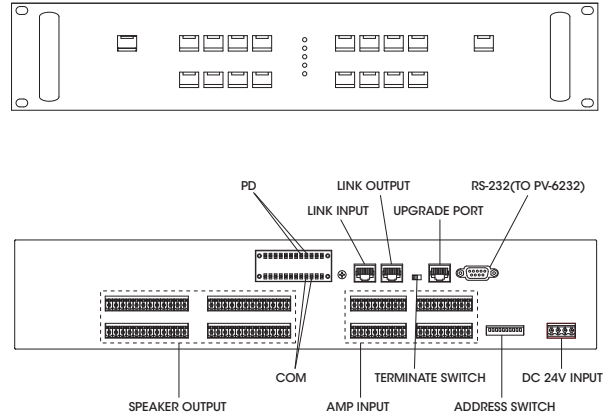 PD
LINK OUTPUT
RS-232(TO PV-6232)
LINK INPUT
UPGRADE PORT
COM
TERMINATE SWITCH
DC 24V INPUT
SPEAKER OUTPUT
AMP INPUT
ADDRESS SWITCH